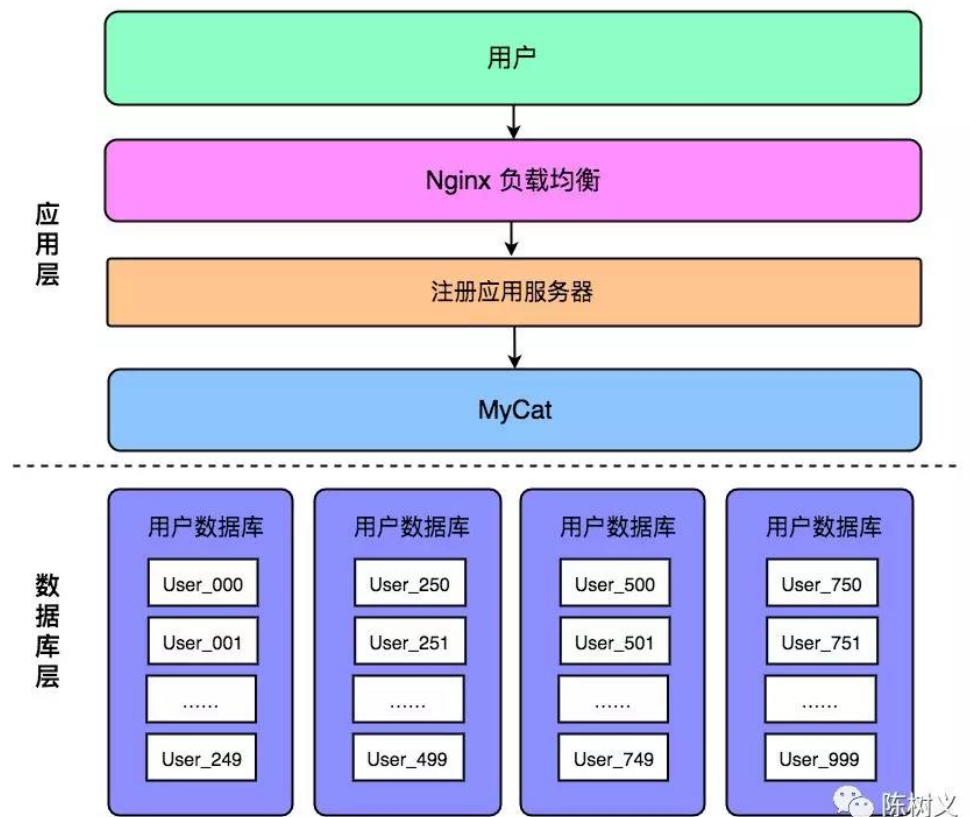 用户
Nginx 负载均衡
应用层
注册应用服务器
MyCat
数据库层
用户数据库
User_000
User_001
......
User_249
用户数据库
User_250
User_251
......
User_499
用户数据库
User_500
User_501
......
User_749
用户数据库
User_750
User_751
......
User_999
陈树义